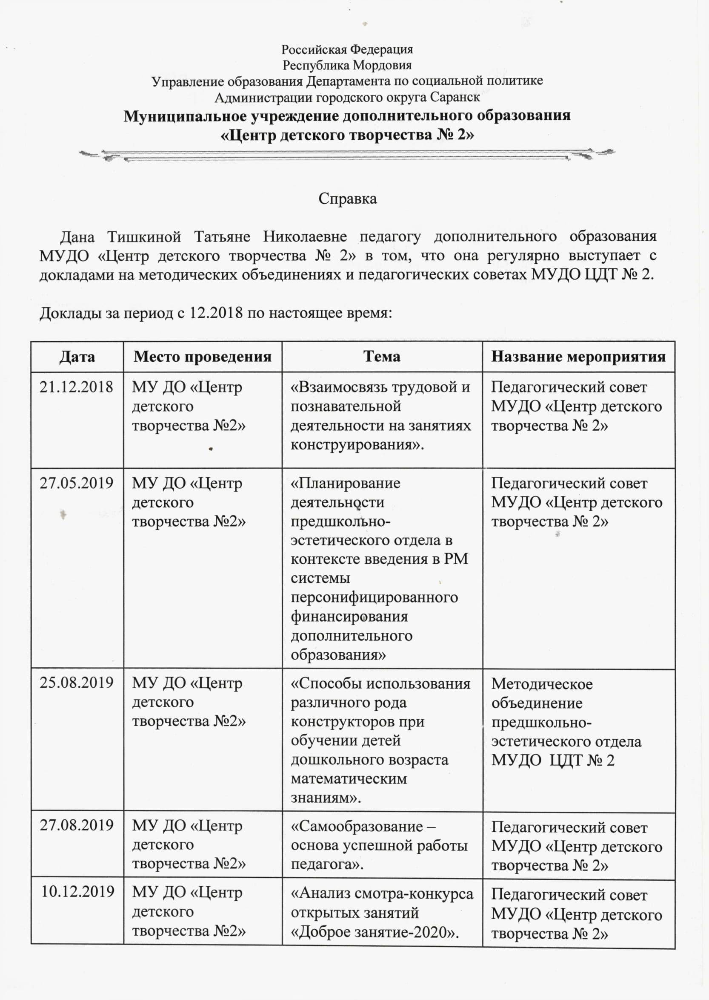 Российская Федерация
Республика Мордовия
Управление образования Департамента по социальной политике
Администрации городского округа Саранск
Муниципальное учреждение дополнительного образования
«Центр детского творчества № 2»
Справка
Дана Тишкиной Татьяне Николаевне педагогу дополнительного образования
МУДО «Центр детского творчества № 2» в том, что она регулярно выступает с
докладами на методических объединениях и педагогических советах МУДО ЦДТ № 2.
Доклады за период с 12.2018 по настоящее время:
Дата
Место проведения
Тема
Название мероприятия
21.12.2018
МУ ДО «Центр
детского
творчества №2»
«Взаимосвязь трудовой и
познавательной
деятельности на занятиях
конструирования».
Педагогический совет
МУДО «Центр детского
творчества № 2»
27.05.2019
МУ ДО «Центр
детского
творчества №2»
«Планирование
деятельности
предшкольно-
эстетического отдела в
контексте введения в РМ
системы
персонифицированного
финансирования
дополнительного
образования»
Педагогический совет
МУДО «Центр детского
творчества № 2»
25.08.2019
МУ ДО «Центр
детского
творчества №2»
«Способы использования
различного рода
конструкторов при
обучении детей
дошкольного возраста
математическим
знаниям».
Методическое
объединение
предшкольно-
эстетического отдела
МУДО  ЦДТ № 2
27.08.2019
МУ ДО «Центр
детского
творчества №2»
«Самообразование –
основа успешной работы
педагога».
Педагогический совет
МУДО «Центр детского
творчества № 2»
10.12.2019
МУ ДО «Центр
детского
творчества №2»
«Анализ смотра-конкурса
открытых занятий
«Доброе занятие-2020».
Педагогический совет
МУДО «Центр детского
творчества № 2»